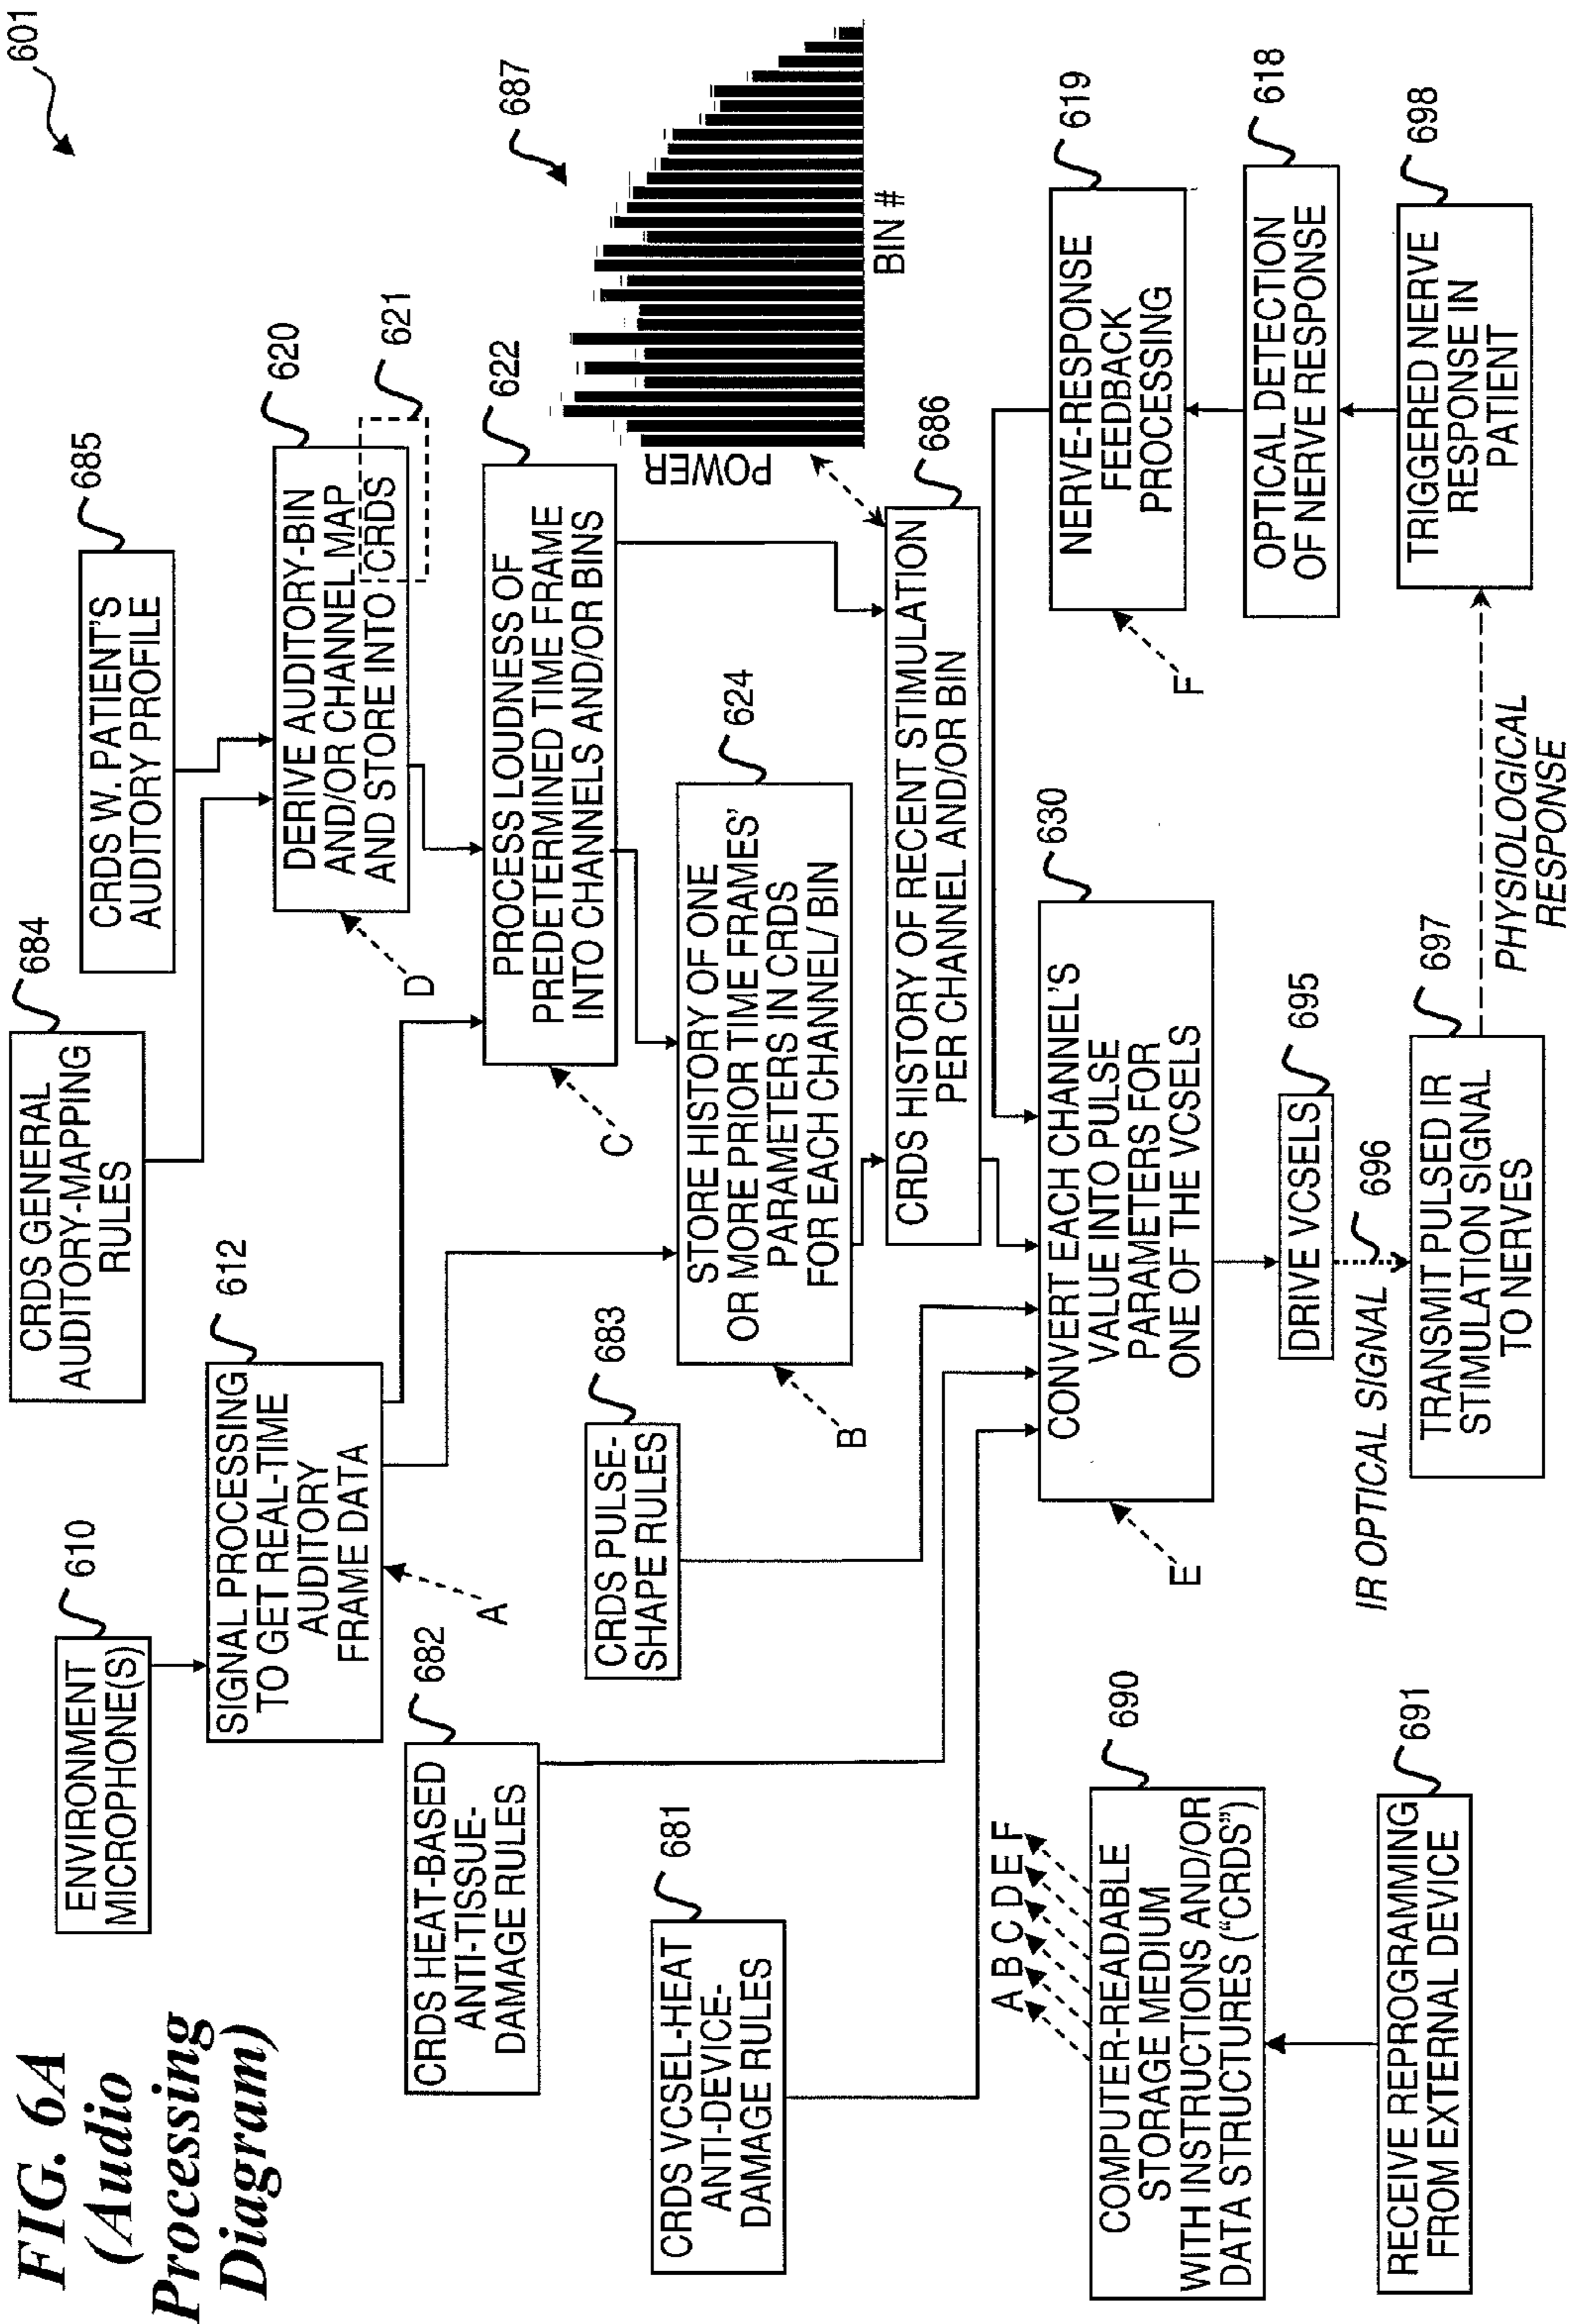 FIG. 6A
(Audio
Processing
Diagram)
601
ENVIRONMENT
MICROPHONE(S)
610
SIGNAL PROCESSING
TO GET REAL-TIME
AUDITORY
FRAME DATA
612
A
CRDS GENERAL
AUDITORY-MAPPING
RULES
684
CRDS W. PATIENT'S
AUDITORY PROFILE
685
DERIVE AUDITORY-BIN
AND/OR CHANNEL MAP
AND STORE INTO CRDS
620
621
D
PROCESS LOUDNESS OF
PREDETERMINED TIME FRAME
INTO CHANNELS AND/OR BINS
622
C
STORE HISTORY OF ONE
OR MORE PRIOR TIME FRAMES'
PARAMETERS IN CRDS
FOR EACH CHANNEL/ BIN
624
B
CRDS HISTORY OF RECENT STIMULATION
PER CHANNEL AND/OR BIN
686
POWER
BIN #
687
CRDS HEAT-BASED
ANTI-TISSUE-
DAMAGE RULES
682
CRDS PULSE-
SHAPE RULES
683
CRDS VCSEL-HEAT
ANTI-DEVICE-
DAMAGE RULES
681
CONVERT EACH CHANNEL'S
VALUE INTO PULSE
PARAMETERS FOR
ONE OF THE VCSELS
630
E
NERVE-RESPONSE
FEEDBACK
PROCESSING
619
F
OPTICAL DETECTION
OF NERVE RESPONSE
618
TRIGGERED NERVE
RESPONSE IN
PATIENT
698
A B C D E F
COMPUTER-READABLE
STORAGE MEDIUM
WITH INSTRUCTIONS AND/OR
DATA STRUCTURES ("CRDS")
690
RECEIVE REPROGRAMMING
FROM EXTERNAL DEVICE
691
DRIVE VCSELS
695
IR OPTICAL SIGNAL
696
TRANSMIT PULSED IR
STIMULATION SIGNAL
TO NERVES
697
PHYSIOLOGICAL
RESPONSE